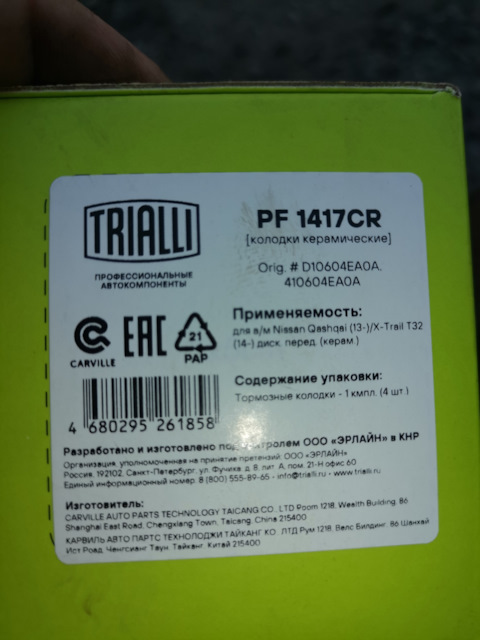 TRIALLI
ПРОФЕССИОНАЛЬНЫЕ
АВТОКОМПОНЕНТЫ
PF 1417CR
[колодки керамические]
Orig. # D10604EA0A,
410604EA0A
CARVILLE
EAC
21
PAP
Применяемость:
для а/м Nissan Qashqai (13-)/X-Trail T32
(14-) диск. перед. (керам.)
Содержание упаковки:
Тормозные колодки - 1 кмпл. (4 шт.)
4 680295 261858
Разработано и изготовлено под контролем ООО «ЭРЛАЙН» в КНР
Организация, уполномоченная на принятие претензий: ООО «ЭРЛАЙН»
Россия, 192102, Санкт-Петербург, ул. Фучика, д. 8, лит. А, пом. 21-Н офис 60
Единый информационный номер: 8 (800) 555-89-65 - info@trialli.ru - www.trialli.ru
Изготовитель:
CARVILLE AUTO PARTS TECHNOLOGY TAICANG CO., LTD Room 1218, Wealth Building, 86
Shanghai East Road, Chengxiang Town, Taicang, China 215400
КАРВИЛЬ АВТО ПАРТС ТЕХНОЛОДЖИ ТАЙКАНГ КО., ЛТД Рум 1218, Велс Билдинг, 86 Шанхай
Ист Роад, Ченгсианг Таун, Тайканг, Китай 215400